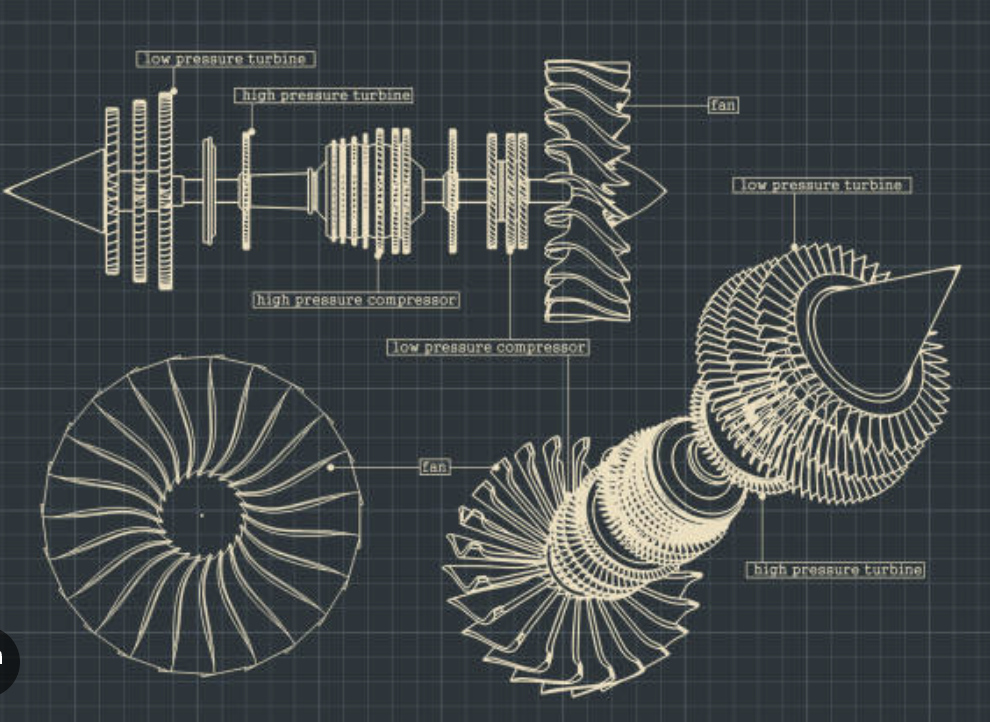 low pressure turbine
high pressure turbine
fan
low pressure turbine
high pressure compressor
low pressure compressor
fan
high pressure turbine